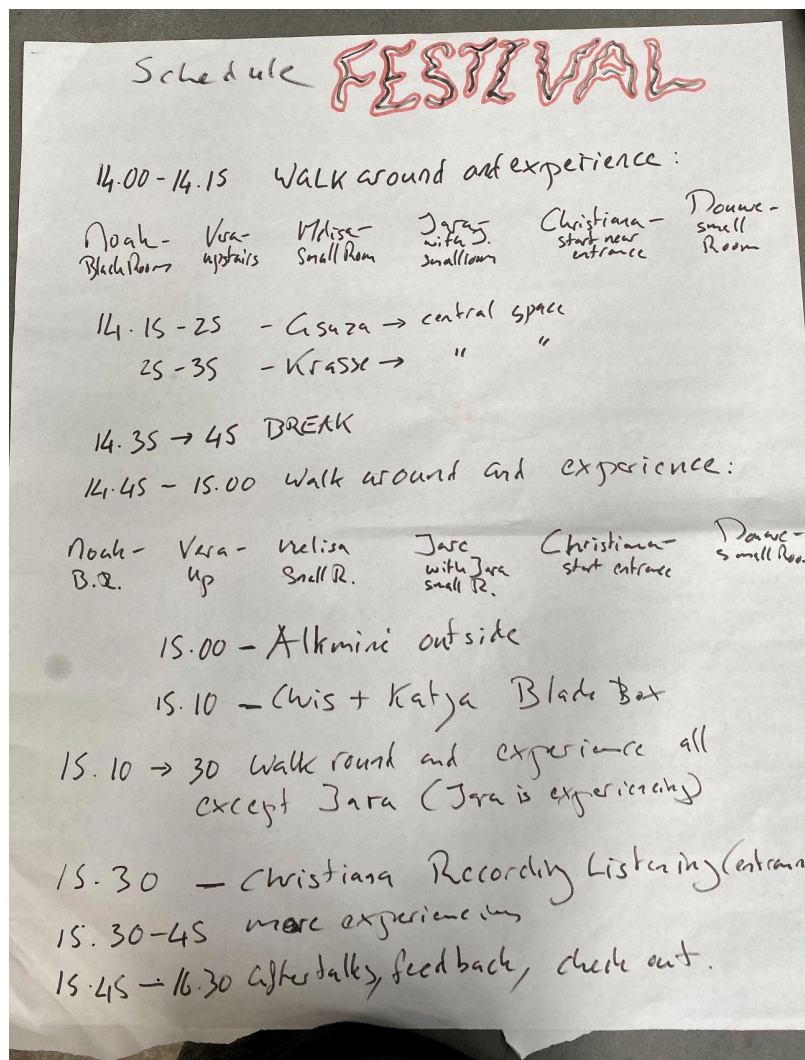 Schedule FESTIVAL
14.00-14.15 Walk around and experience:
Noah- Vera- Melisa- Jara- Christiana- Douwe-
Black Room upstairs Small Room with J. start near small
smallroom entrance Room
14.15-25 - Gsuza → central space
25-35 - Krasse → " "
14.35 → 45 BREAK
14.45 - 15.00 walk around and experience:
Noah- Vera- Melisa Jara Christiana- Douwe-
B.R. up Small R. with Jara start entrance small Roo
small R.
15.00 - Alkmini outside
15.10 - Chris + Katja Black Box
15.10 → 30 walk round and experience all
except Jara (Jara is experiencing)
15.30 - Christiana Recording Listening (entran
15.30-45 more experiencing
15.45 - 16.30 aftertalks, feedback, check out.